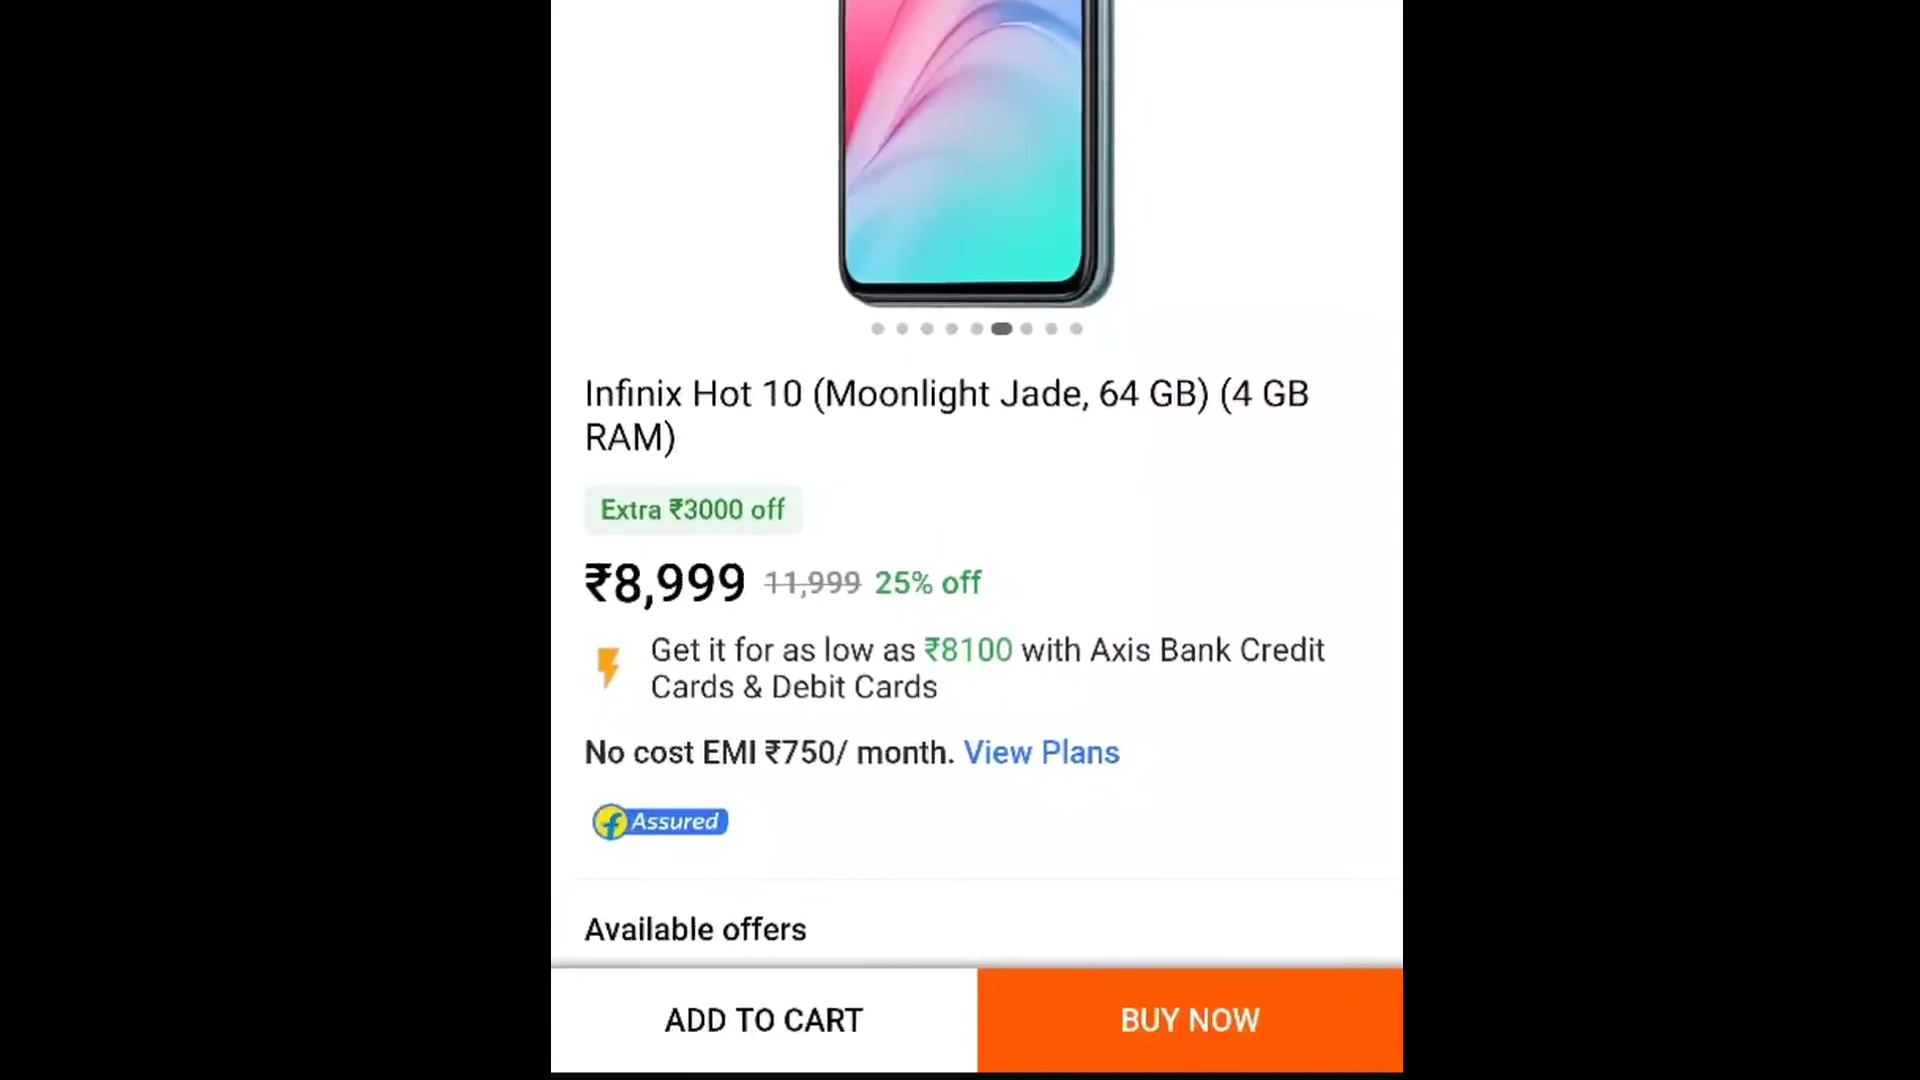 Infinix Hot 10 (Moonlight Jade, 64 GB) (4 GB
RAM)
Extra ₹3000 off
₹8,999 11,999 25% off
Get it for as low as ₹8100 with Axis Bank Credit
Cards & Debit Cards
No cost EMI ₹750/ month. View Plans
f Assured
Available offers
ADD TO CART BUY NOW